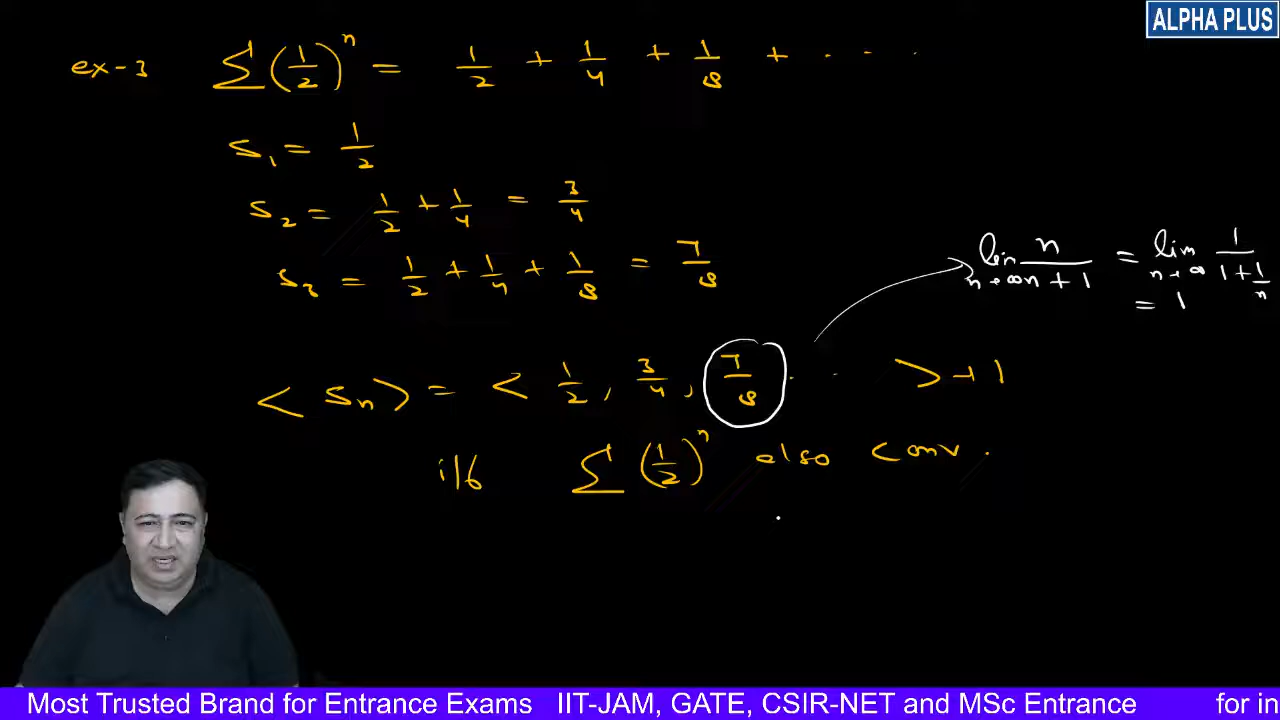 ALPHA PLUS
ex-3 ∑(1/2)^n = 1/2 + 1/4 + 1/8 + .....
S1 = 1/2
S2 = 1/2 + 1/4 = 3/4
S3 = 1/2 + 1/4 + 1/8 = 7/8
lim n→∞ n/n+1 = lim n→∞ 1/1+1/n
= 1
< Sn > = < 1/2, 3/4, 7/8 .. > → 1
∑(1/2)^n also conv.
Most Trusted Brand for Entrance Exams IIT-JAM, GATE, CSIR-NET and MSc Entrance for in